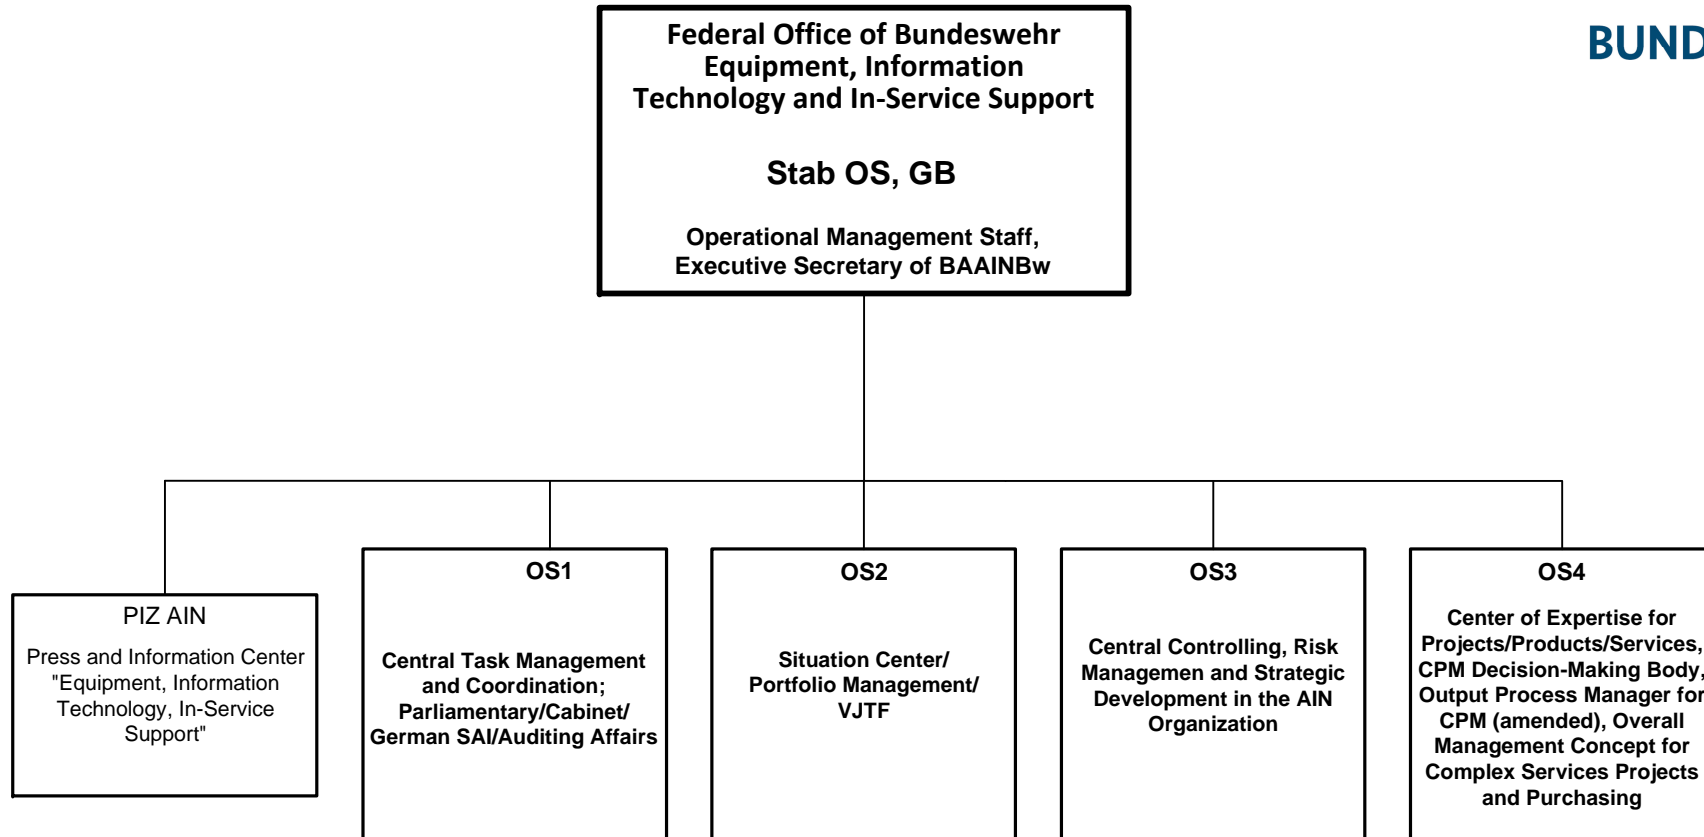 Federal Office of Bundeswehr
Equipment, Information
Technology and In-Service Support
Stab OS, GB
Operational Management Staff,
Executive Secretary of BAAINBw
BUND
PIZ AIN
Press and Information Center
"Equipment, Information
Technology, In-Service
Support"
OS1
Central Task Management
and Coordination;
Parliamentary/Cabinet/
German SAI/Auditing Affairs
OS2
Situation Center/
Portfolio Management/
VJTF
OS3
Central Controlling, Risk
Managemen and Strategic
Development in the AIN
Organization
OS4
Center of Expertise for
Projects/Products/Services,
CPM Decision-Making Body,
Output Process Manager for
CPM (amended), Overall
Management Concept for
Complex Services Projects
and Purchasing